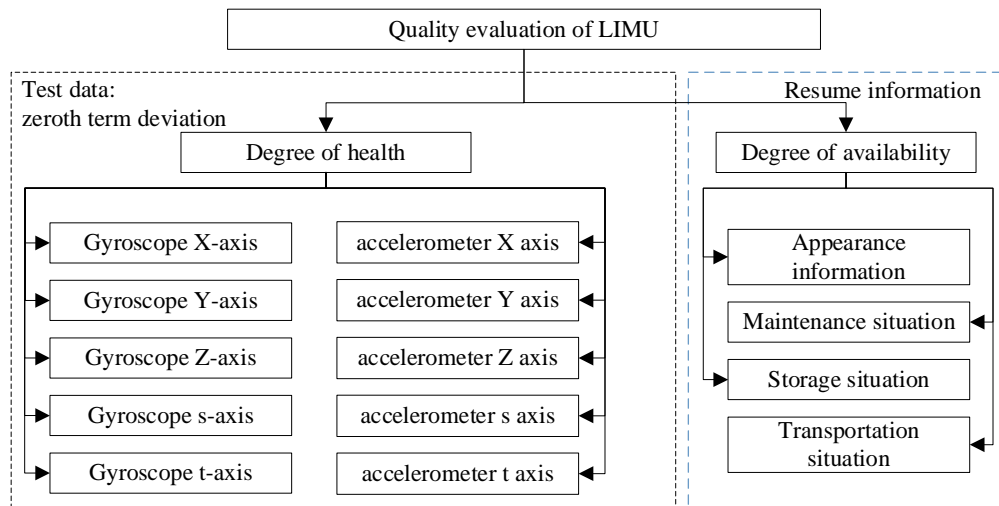 Quality evaluation of LIMU
Test data:
zeroth term deviation
Resume information
Degree of health
Degree of availability
Gyroscope X-axis
accelerometer X axis
Gyroscope Y-axis
accelerometer Y axis
Gyroscope Z-axis
accelerometer Z axis
Gyroscope s-axis
accelerometer s axis
Gyroscope t-axis
accelerometer t axis
Appearance
information
Maintenance situation
Storage situation
Transportation
situation